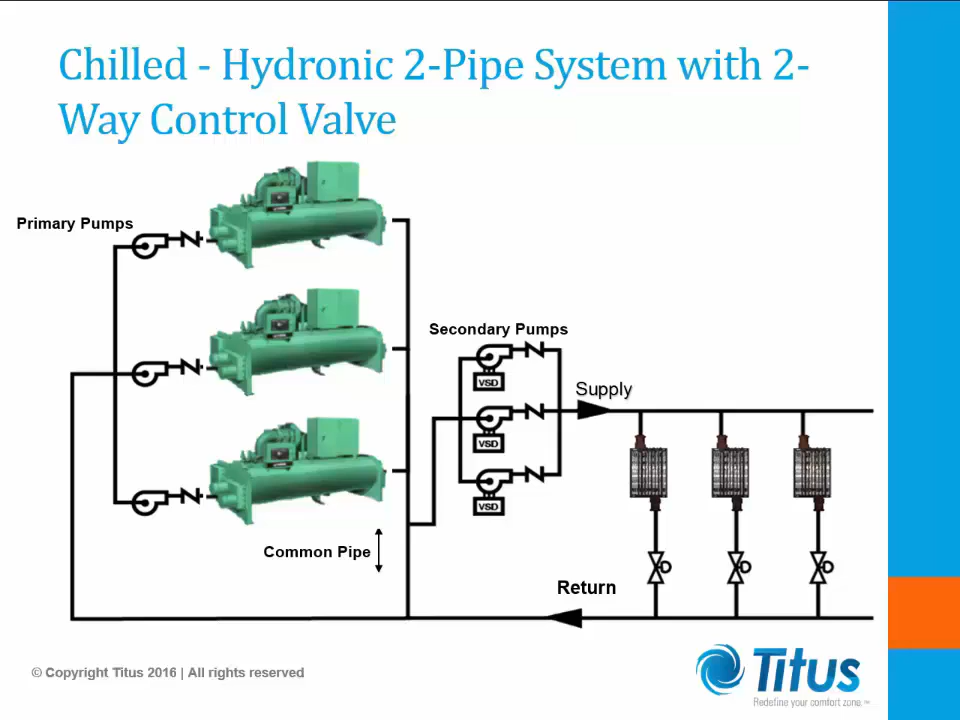 Chilled - Hydronic 2-Pipe System with 2-
Way Control Valve
Primary Pumps
Secondary Pumps
VSD
Supply
VSD
VSD
Common Pipe
Return
© Copyright Titus 2016 | All rights reserved
Titus
Redefine your comfort zone.™